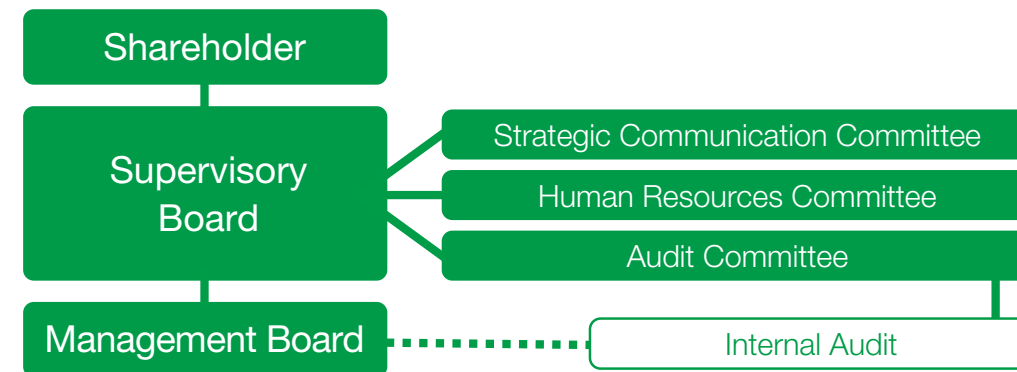 Shareholder
Supervisory
Board
Strategic Communication Committee
Human Resources Committee
Audit Committee
Management Board
Internal Audit